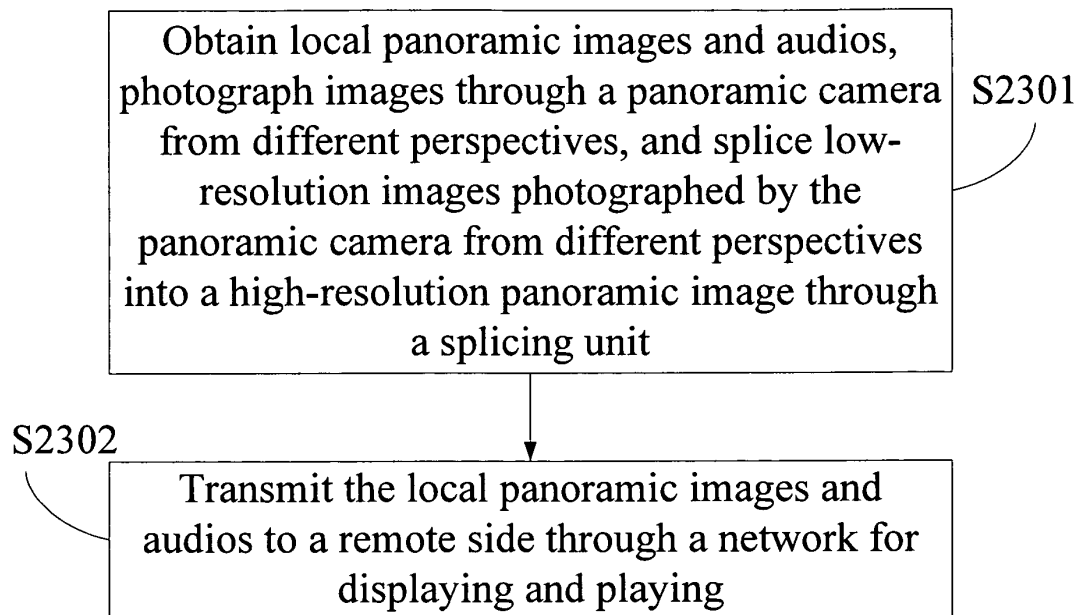 Obtain local panoramic images and audios,
photograph images through a panoramic camera
from different perspectives, and splice low-
resolution images photographed by the
panoramic camera from different perspectives
into a high-resolution panoramic image through
a splicing unit
S2301
S2302
Transmit the local panoramic images and
audios to a remote side through a network for
displaying and playing